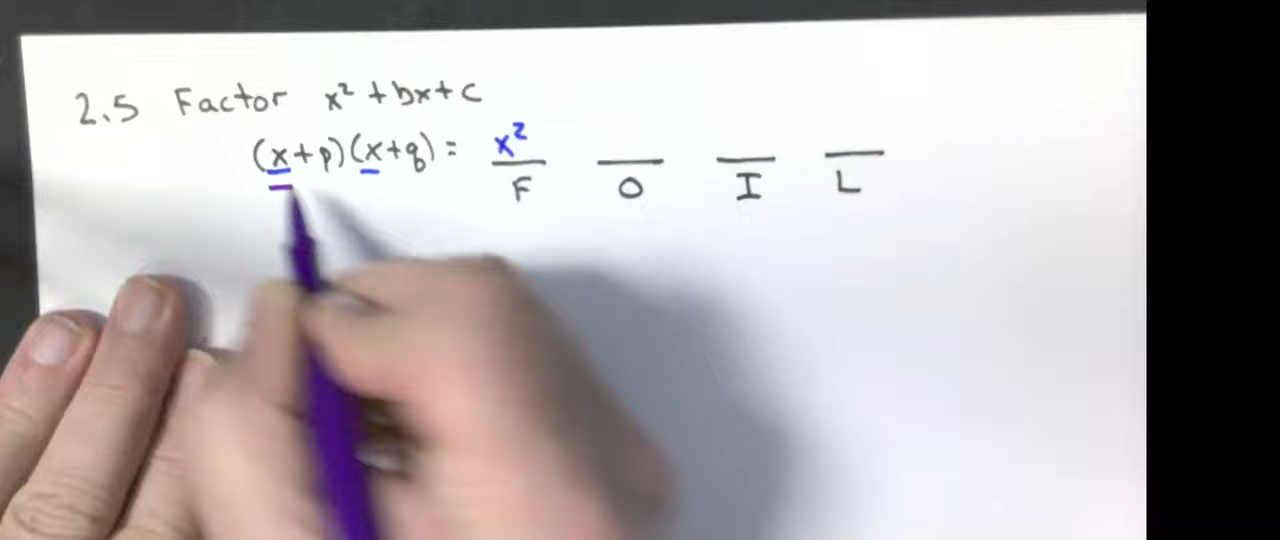 2.5 Factor x² + bx + c
(x+p)(x+q) = x²
F O I L